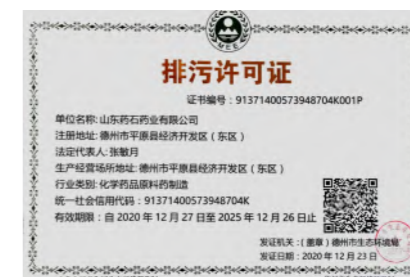 MEE
排污许可证
证书编号：91371400573948704K001P
单位名称：山东药石药业有限公司
注册地址：德州市平原县经济开发区（东区）
法定代表人：张敏月
生产经营场所地址：德州市平原县经济开发区（东区）
行业类别：化学药品原料药制造
统一社会信用代码：91371400573948704K
有效期限：自 2020 年 12 月 27 日至 2025 年 12 月 26 日止
发证机关：（盖章）德州市生态环境局
发证日期：2020 年 12 月 23 日